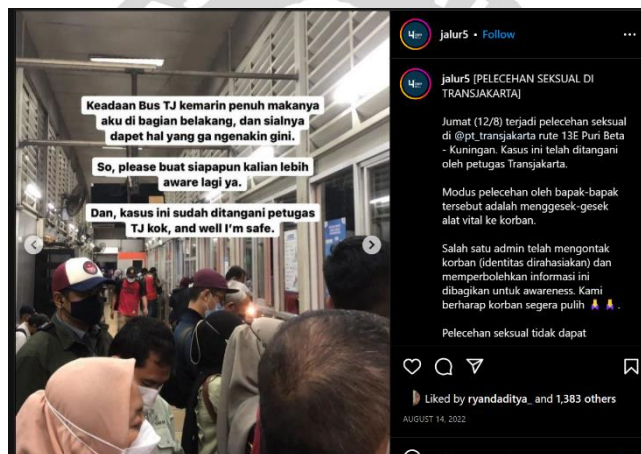 Keadaan Bus TJ kemarin penuh makanya
aku di bagian belakang, dan sialnya
dapet hal yang ga ngenakin gini.
So, please buat siapapun kalian lebih
aware lagi ya.
Dan, kasus ini sudah ditangani petugas
TJ kok, and well I'm safe.
jalur5 • Follow
jalur5 [PELECEHAN SEKSUAL DI
TRANSJAKARTA]
Jumat (12/8) terjadi pelecehan seksual
di @pt_transjakarta rute 13E Puri Beta
- Kuningan. Kasus ini telah ditangani
oleh petugas Transjakarta.
Modus pelecehan oleh bapak-bapak
tersebut adalah menggesek-gesek
alat vital ke korban.
Salah satu admin telah mengontak
korban (identitas dirahasiakan) dan
memperbolehkan informasi ini
dibagikan untuk awareness. Kami
berharap korban segera pulih 🙏 🙏 .
Pelecehan seksual tidak dapat
Liked by ryandaditya_ and 1,383 others
AUGUST 14, 2022